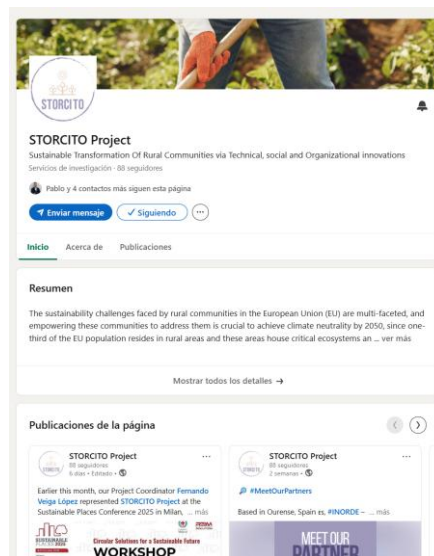 STORCITO
STORCITO Project
Sustainable Transformation Of Rural Communities via Technical, social and Organizational innovations
Servicios de investigación · 88 seguidores
Pablo y 4 contactos más siguen esta página
Enviar mensaje
Siguiendo
Inicio
Acerca de
Publicaciones
Resumen
The sustainability challenges faced by rural communities in the European Union (EU) are multi-faceted, and
empowering these communities to address them is crucial to achieve climate neutrality by 2050, since one-
third of the EU population resides in rural areas and these areas house critical ecosystems an ... ver más
Mostrar todos los detalles →
Publicaciones de la página
STORCITO Project
88 seguidores
6 días • Editado •
Earlier this month, our Project Coordinator Fernando
Veiga López represented STORCITO Project at the
Sustainable Places Conference 2025 in Milan, ... más
SUSTAINABLE
PLACES 2025
Circular Solutions for a Sustainable Future
WORKSHOP
STORCITO Project
88 seguidores
2 semanas •
#MeetOurPartners
Based in Ourense, Spain es, #INORDE – ... más
MEET OUR
PARTNER